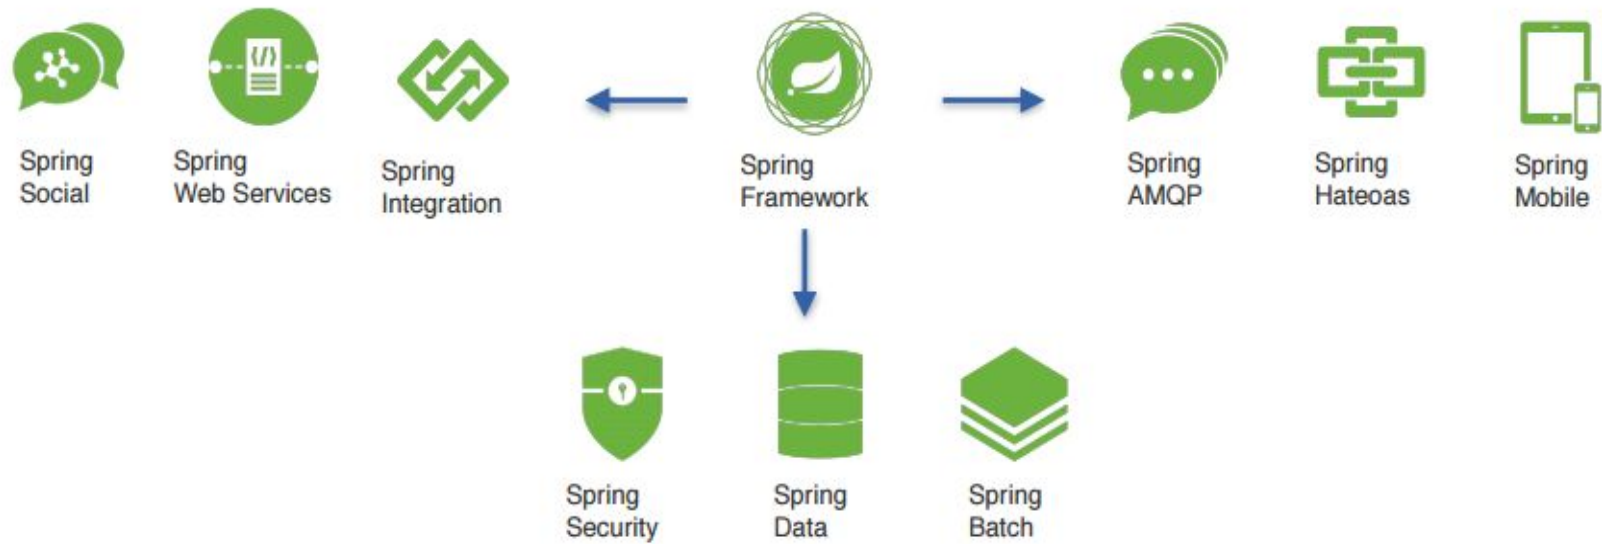 Spring
Social
Spring
Web Services
Spring
Integration
Spring
Framework
Spring
AMQP
Spring
Hateoas
Spring
Mobile
Spring
Security
Spring
Data
Spring
Batch